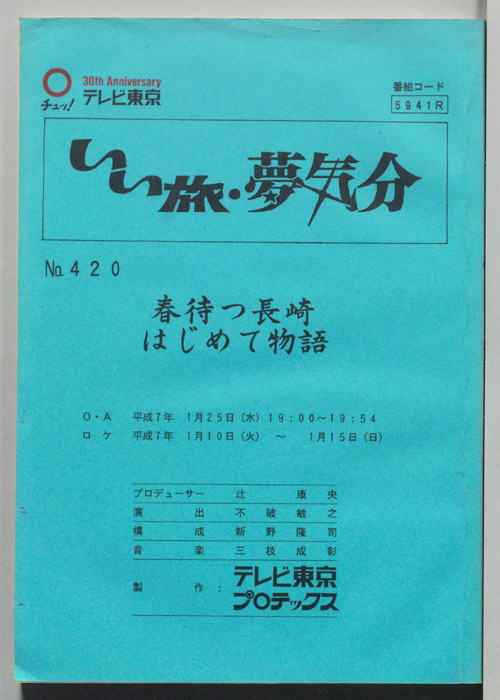 30th Anniversary
チュッ! テレビ東京
番組コード
5941R
いい旅・夢気分
No.420
春待つ長崎
はじめて物語
O・A 平成7年 1月25日(水)19:00〜19:54
ロケ 平成7年 1月10日(火) 〜 1月15日(日)
プロデューサー 辻 康央
演出 不破敏之
構成 新野隆司
音楽 三枝成彰
製作: テレビ東京
プロテックス